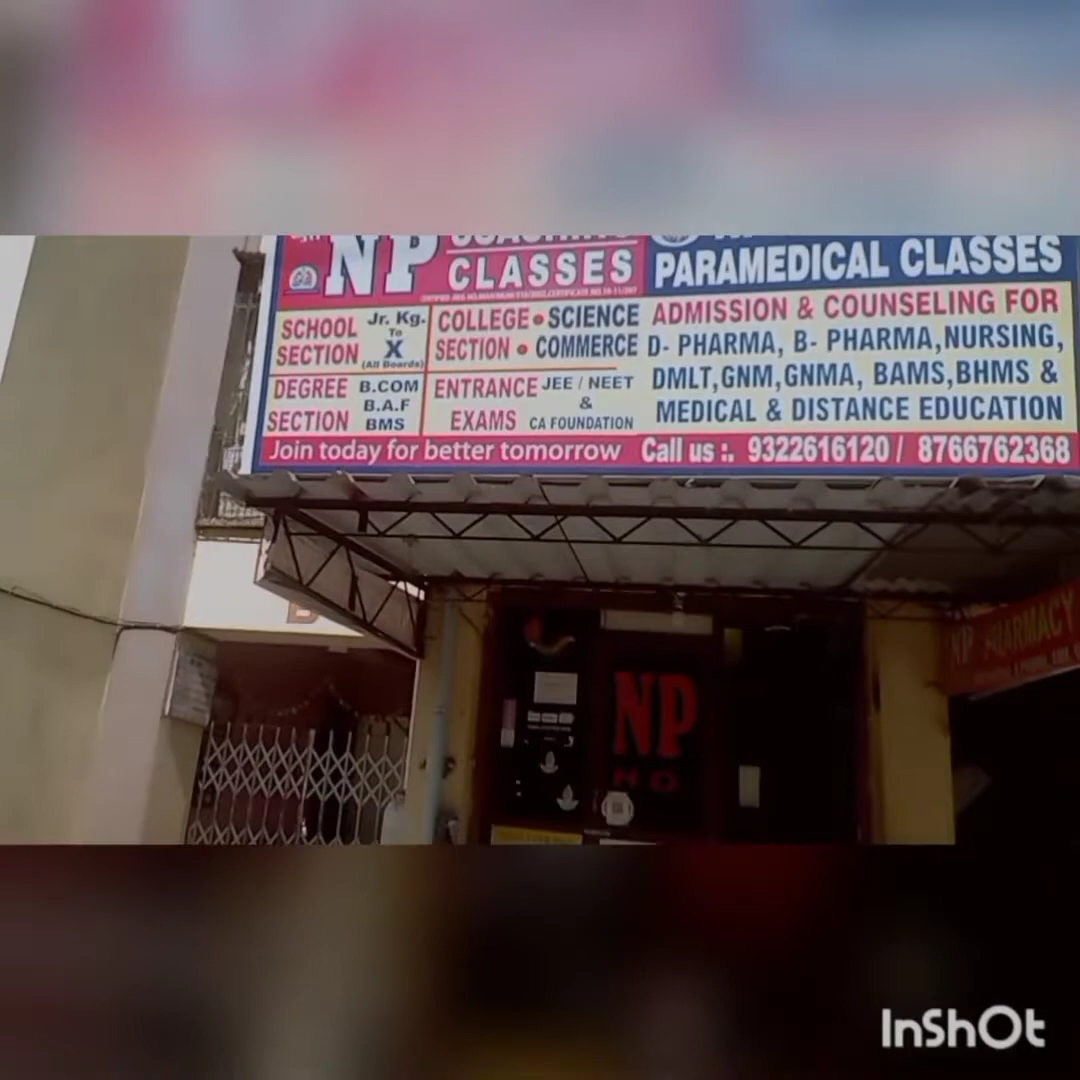 NP
CLASSES
PARAMEDICAL CLASSES
SCHOOL
SECTION
Jr. Kg.
To
X
(All Boards)
COLLEGE • SCIENCE
SECTION • COMMERCE
DEGREE
SECTION
B.COM
B.A.F
BMS
ENTRANCE
EXAMS
JEE / NEET
&
CA FOUNDATION
ADMISSION & COUNSELING FOR
D- PHARMA, B- PHARMA,NURSING,
DMLT,GNM,GNMA, BAMS,BHMS &
MEDICAL & DISTANCE EDUCATION
Join today for better tomorrow
Call us :. 9322616120 / 8766762368
B
NP PHARMACY
NP
HO
InShOt